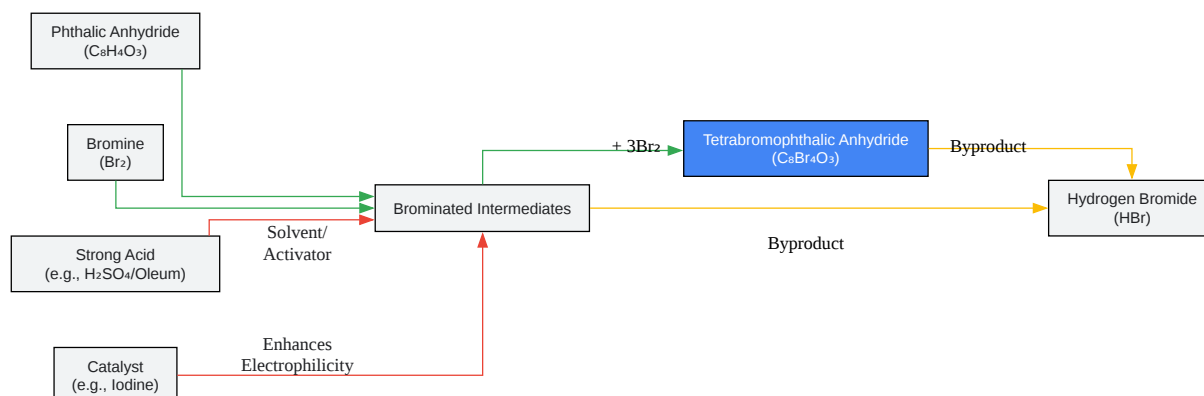 Phthalic Anhydride
(C₈H₄O₃)
Bromine
(Br₂)
+ 3Br₂
Tetrabromophthalic Anhydride
(C₈Br₄O₃)
Byproduct
Brominated Intermediates
Hydrogen Bromide
(HBr)
Strong Acid
(e.g., H₂SO₄/Oleum)
Solvent/
Activator
Byproduct
Enhances
Electrophilicity
Catalyst
(e.g., Iodine)